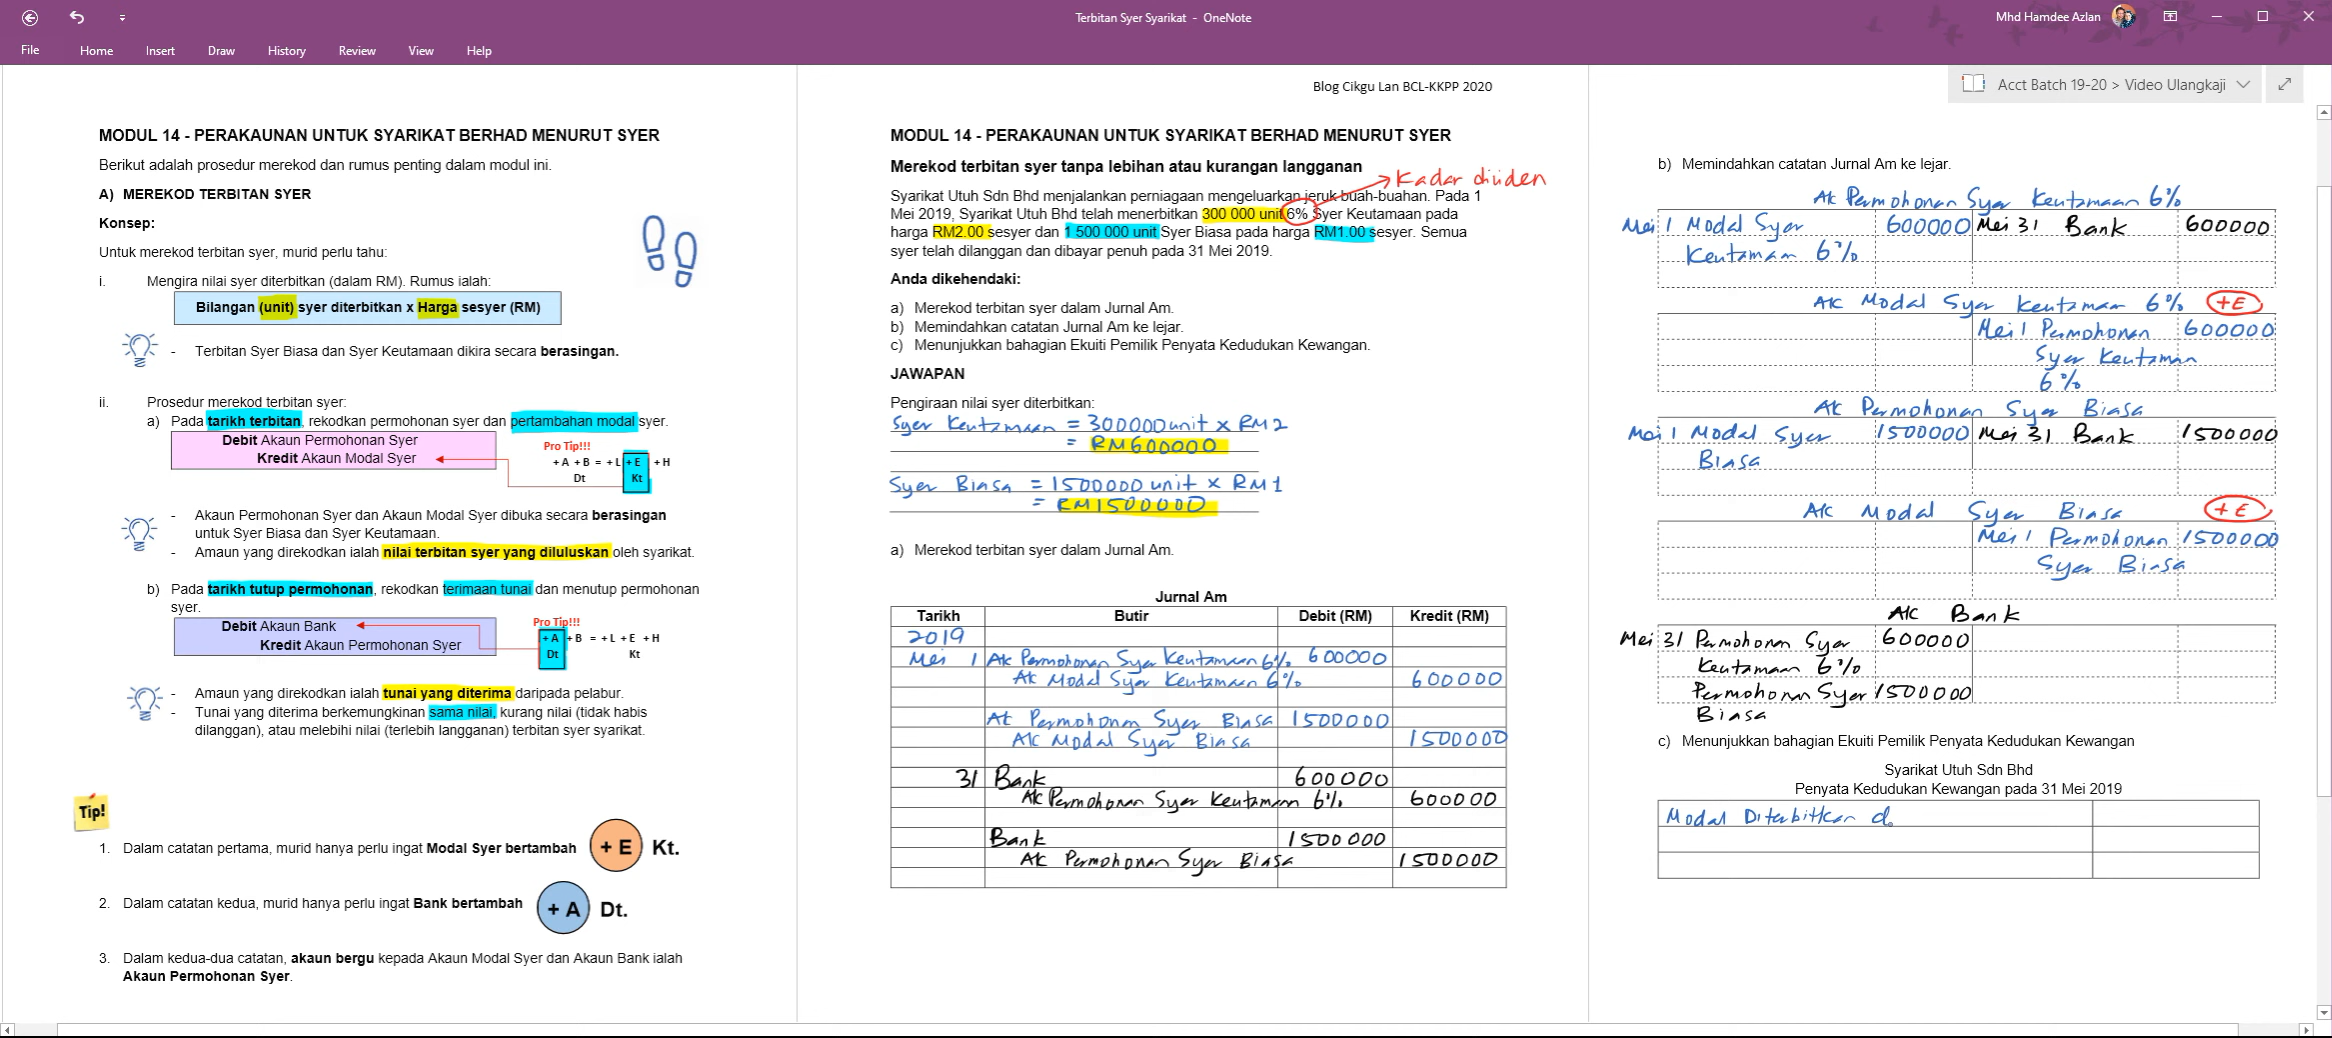 Terbitan Syer Syarikat - OneNote
Mhd Hamdee Azlan
File Home Insert Draw History Review View Help
Acct Batch 19-20 > Video Ulangkaji
MODUL 14 - PERAKAUNAN UNTUK SYARIKAT BERHAD MENURUT SYER
Berikut adalah prosedur merekod dan rumus penting dalam modul ini.
A) MEREKOD TERBITAN SYER
Konsep:
Untuk merekod terbitan syer, murid perlu tahu:
i. Mengira nilai syer diterbitkan (dalam RM). Rumus ialah:
Bilangan (unit) syer diterbitkan x Harga sesyer (RM)
- Terbitan Syer Biasa dan Syer Keutamaan dikira secara berasingan.
ii. Prosedur merekod terbitan syer:
a) Pada tarikh terbitan, rekodkan permohonan syer dan pertambahan modal syer.
Debit Akaun Permohonan Syer
Kredit Akaun Modal Syer
Pro Tip!!!
+ A + B = + L + E + H
Dt Kt
- Akaun Permohonan Syer dan Akaun Modal Syer dibuka secara berasingan
untuk Syer Biasa dan Syer Keutamaan.
- Amaun yang direkodkan ialah nilai terbitan syer yang diluluskan oleh syarikat.
b) Pada tarikh tutup permohonan, rekodkan terimaan tunai dan menutup permohonan
syer.
Debit Akaun Bank
Kredit Akaun Permohonan Syer
Pro Tip!!!
+ A + B = + L + E + H
Dt Kt
- Amaun yang direkodkan ialah tunai yang diterima daripada pelabur.
- Tunai yang diterima berkemungkinan sama nilai, kurang nilai (tidak habis
dilanggan), atau melebihi nilai (terlebih langganan) terbitan syer syarikat.
Tip!
1. Dalam catatan pertama, murid hanya perlu ingat Modal Syer bertambah + E Kt.
2. Dalam catatan kedua, murid hanya perlu ingat Bank bertambah + A Dt.
3. Dalam kedua-dua catatan, akaun bergu kepada Akaun Modal Syer dan Akaun Bank ialah
Akaun Permohonan Syer.
Blog Cikgu Lan BCL-KKPP 2020
MODUL 14 - PERAKAUNAN UNTUK SYARIKAT BERHAD MENURUT SYER
Merekod terbitan syer tanpa lebihan atau kurangan langganan
Kadar dividen
Syarikat Utuh Sdn Bhd menjalankan perniagaan mengeluarkan jeruk buah-buahan. Pada 1
Mei 2019, Syarikat Utuh Bhd telah menerbitkan 300 000 unit 6% Syer Keutamaan pada
harga RM2.00 sesyer dan 1 500 000 unit Syer Biasa pada harga RM1.00 sesyer. Semua
syer telah dilanggan dan dibayar penuh pada 31 Mei 2019.
Anda dikehendaki:
a) Merekod terbitan syer dalam Jurnal Am.
b) Memindahkan catatan Jurnal Am ke lejar.
c) Menunjukkan bahagian Ekuiti Pemilik Penyata Kedudukan Kewangan.
JAWAPAN
Pengiraan nilai syer diterbitkan:
Syer Keutamaan = 300000 unit x RM2
= RM600000
Syer Biasa = 1500000 unit x RM1
= RM1500000
a) Merekod terbitan syer dalam Jurnal Am.
Jurnal Am
Tarikh Butir Debit (RM) Kredit (RM)
2019
Mei 1 Ak Permohonan Syer Keutamaan 6% 600000
Ak Modal Syer Keutamaan 6% 600000
Ak Permohonan Syer Biasa 1500000
Ak Modal Syer Biasa 1500000
31 Bank 600000
Ak Permohonan Syer Keutamaan 6% 600000
Bank 1500000
Ak Permohonan Syer Biasa 1500000
b) Memindahkan catatan Jurnal Am ke lejar.
Ak Permohonan Syer Keutamaan 6%
Mei 1 Modal Syer 600000 Mei 31 Bank 600000
Keutamaan 6%
Ak Modal Syer Keutamaan 6% +E
Mei 1 Permohonan 600000
Syer Keutamaan
6%
Ak Permohonan Syer Biasa
Mei 1 Modal Syer 1500000 Mei 31 Bank 1500000
Biasa
Ak Modal Syer Biasa +E
Mei 1 Permohonan 1500000
Syer Biasa
Ak Bank
Mei 31 Permohonan Syer 600000
Keutamaan 6%
Permohonan Syer 1500000
Biasa
c) Menunjukkan bahagian Ekuiti Pemilik Penyata Kedudukan Kewangan
Syarikat Utuh Sdn Bhd
Penyata Kedudukan Kewangan pada 31 Mei 2019
Modal Diterbitkan d